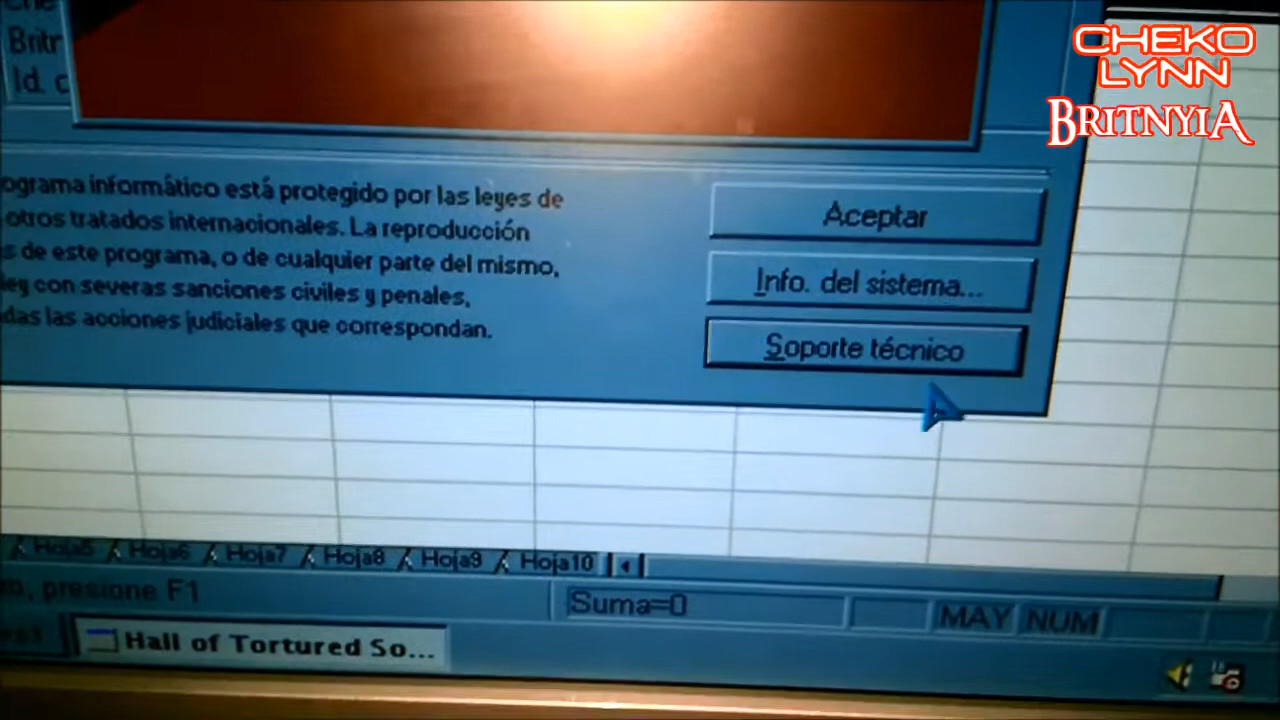 CHEKO
LYNN
BRITNYIA
Britn
Id. c
ograma informático está protegido por las leyes de
otros tratados internacionales. La reproducción
s de este programa, o de cualquier parte del mismo,
ley con severas sanciones civiles y penales,
das las acciones judiciales que correspondan.
Aceptar
Info. del sistema...
Soporte técnico
Hoja5 Hoja6 Hoja7 Hoja8 Hoja9 Hoja10
presione F1
Suma=0
MAY NUM
Hall of Tortured So...